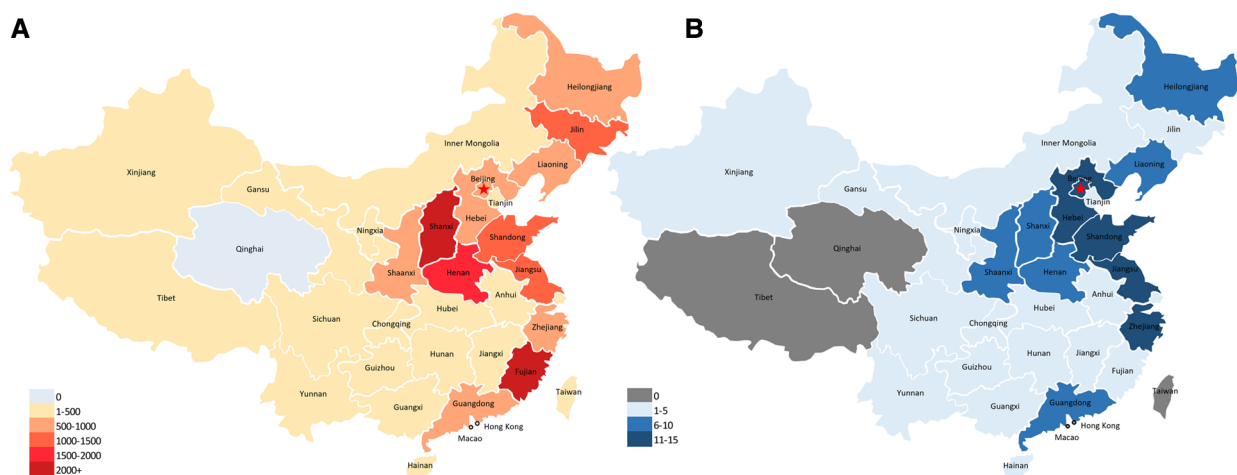 A
Heilongjiang
Jilin
Inner Mongolia
Liaoning
Xinjiang
Gansu
Beijing
Tianjin
Ningxia
Shanxi
Hebei
Shandong
Qinghai
Shaanxi
Henan
Jiangsu
Tibet
Anhui
Sichuan
Chongqing
Hubei
Zhejiang
Hunan
Jiangxi
Guizhou
Fujian
Yunnan
Guangxi
Guangdong
Taiwan
Hong Kong
Macao
Hainan
0
1-500
500-1000
1000-1500
1500-2000
2000+
B
Heilongjiang
Jilin
Inner Mongolia
Liaoning
Xinjiang
Gansu
Beijing
Tianjin
Ningxia
Shanxi
Hebei
Shandong
Qinghai
Shaanxi
Henan
Jiangsu
Tibet
Anhui
Sichuan
Chongqing
Hubei
Zhejiang
Hunan
Jiangxi
Guizhou
Fujian
Yunnan
Guangxi
Guangdong
Taiwan
Hong Kong
Macao
Hainan
0
1-5
6-10
11-15